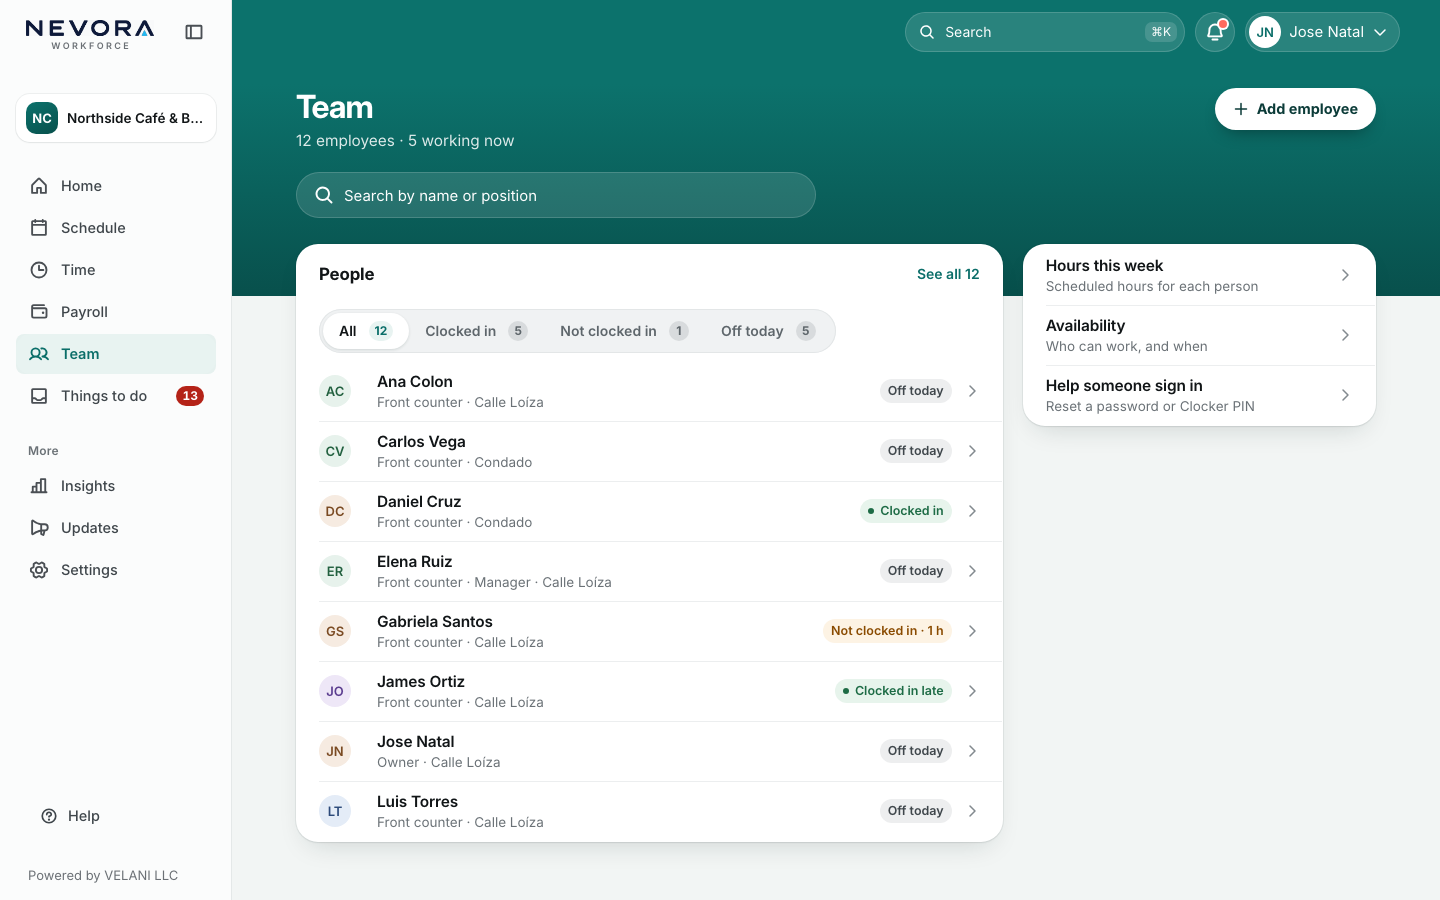 NEVORA
WORKFORCE
Search
⌘K
JN
Jose Natal
NC
Northside Café & B...
Home
Schedule
Time
Payroll
Team
Things to do
13
More
Insights
Updates
Settings
Help
Powered by VELANI LLC
Team
12 employees · 5 working now
Add employee
Search by name or position
People
See all 12
All 12
Clocked in 5
Not clocked in 1
Off today 5
AC
Ana Colon
Front counter · Calle Loíza
Off today
CV
Carlos Vega
Front counter · Condado
Off today
DC
Daniel Cruz
Front counter · Condado
Clocked in
ER
Elena Ruiz
Front counter · Manager · Calle Loíza
Off today
GS
Gabriela Santos
Front counter · Calle Loíza
Not clocked in · 1 h
JO
James Ortiz
Front counter · Calle Loíza
Clocked in late
JN
Jose Natal
Owner · Calle Loíza
Off today
LT
Luis Torres
Front counter · Calle Loíza
Off today
Hours this week
Scheduled hours for each person
Availability
Who can work, and when
Help someone sign in
Reset a password or Clocker PIN